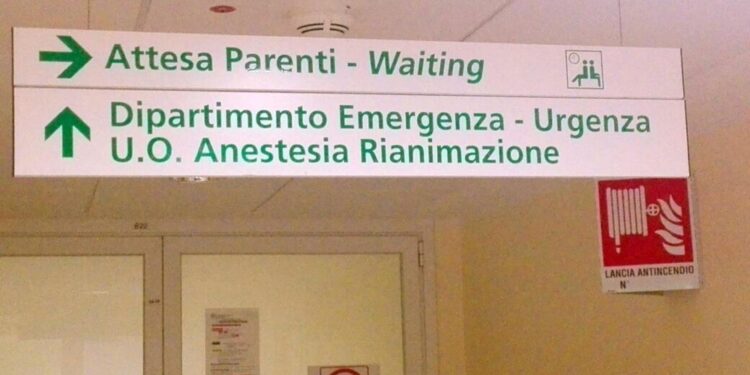 Attesa Parenti - Waiting
Dipartimento Emergenza - Urgenza
U.O. Anestesia Rianimazione
LANCIA ANTINCENDIO
N°